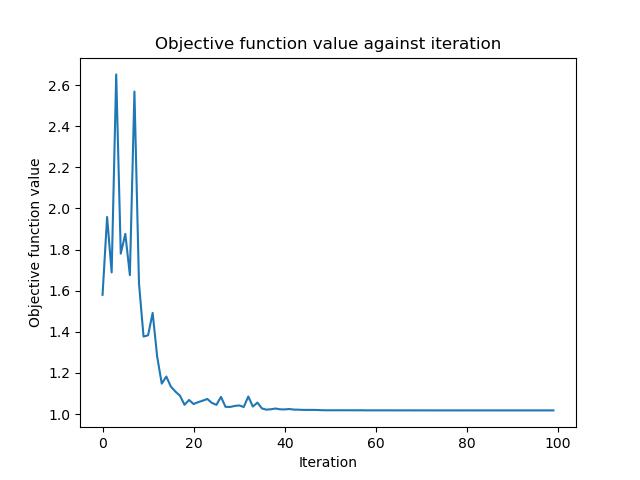 Objective function value against iteration
Objective function value
2.6
2.4
2.2
2.0
1.8
1.6
1.4
1.2
1.0
0 20 40 60 80 100
Iteration